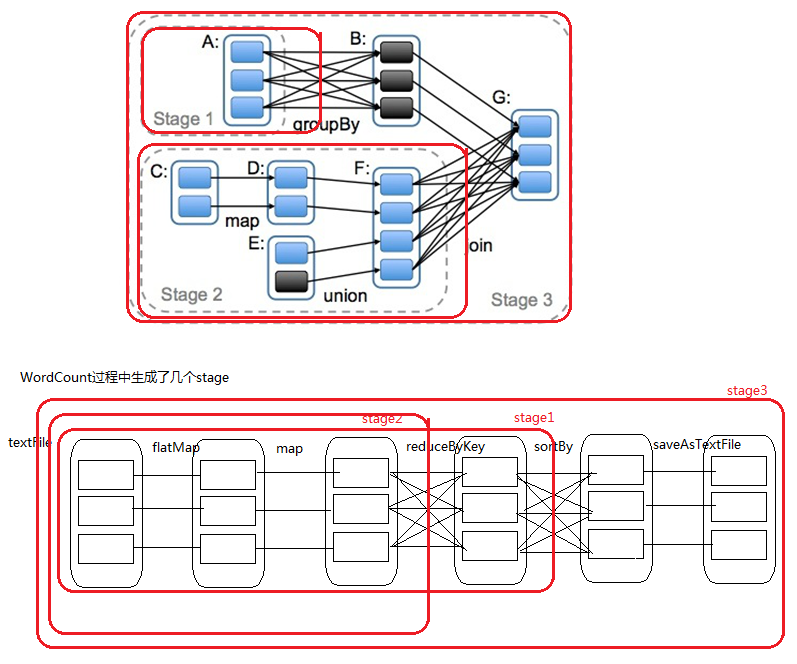 A:
B:
G:
Stage 1
groupBy
C:
D:
F:
map
E:
oin
Stage 2
union
Stage 3
WordCount过程中生成了几个stage
stage3
stage2
stage1
textFile
flatMap
map
reduceByKey
sortBy
saveAsTextFile